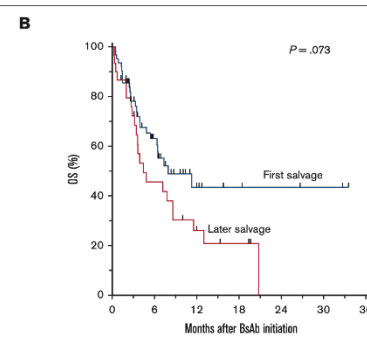 B
P = .073
100
80
60
40
20
0
OS (%)
First salvage
Later salvage
0 6 12 18 24 30
Months after BsAb initiation